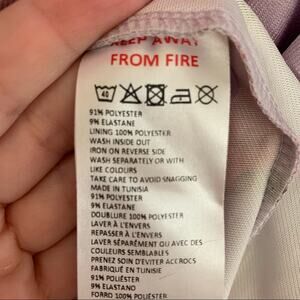 KEEP AWAY
FROM FIRE
40
91% POLYESTER
9% ELASTANE
LINING 100% POLYESTER
WASH INSIDE OUT
IRON ON REVERSE SIDE
WASH SEPARATELY OR WITH
LIKE COLOURS
TAKE CARE TO AVOID SNAGGING
MADE IN TUNISIA
91% POLYESTER
9% ELASTANE
DOUBLURE 100% POLYESTER
LAVER À L'ENVERS
REPASSER À L'ENVERS
LAVER SÉPARÉMENT OU AVEC DES
COULEURS SEMBLABLES
PRENEZ SOIN D'EVITER ACCROCS
FABRIQUÉ EN TUNISIE
91% POLIÉSTER
9% ELASTANO
FORRO 100% POLIÉSTER